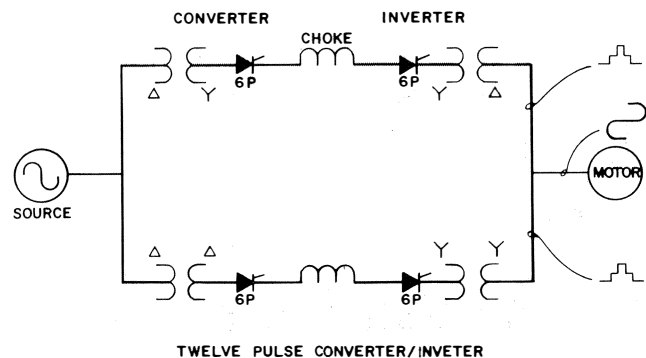 CONVERTER INVERTER
CHOKE
6P 6P
Δ Y Y Δ
SOURCE
MOTOR
Δ Δ Y Y
6P 6P
TWELVE PULSE CONVERTER/INVETER